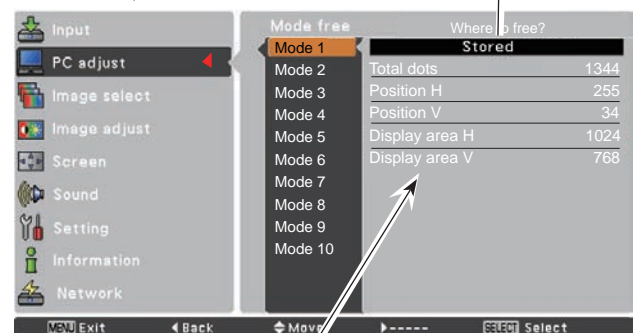 Input
PC adjust
Image select
Image adjust
Screen
Sound
Setting
Information
Network
Mode free
Mode 1
Mode 2
Mode 3
Mode 4
Mode 5
Mode 6
Mode 7
Mode 8
Mode 9
Mode 10
Where to free?
Stored
Total dots 1344
Position H 255
Position V 34
Display area H 1024
Display area V 768
MENU Exit
Back
Move
-----
SELECT Select